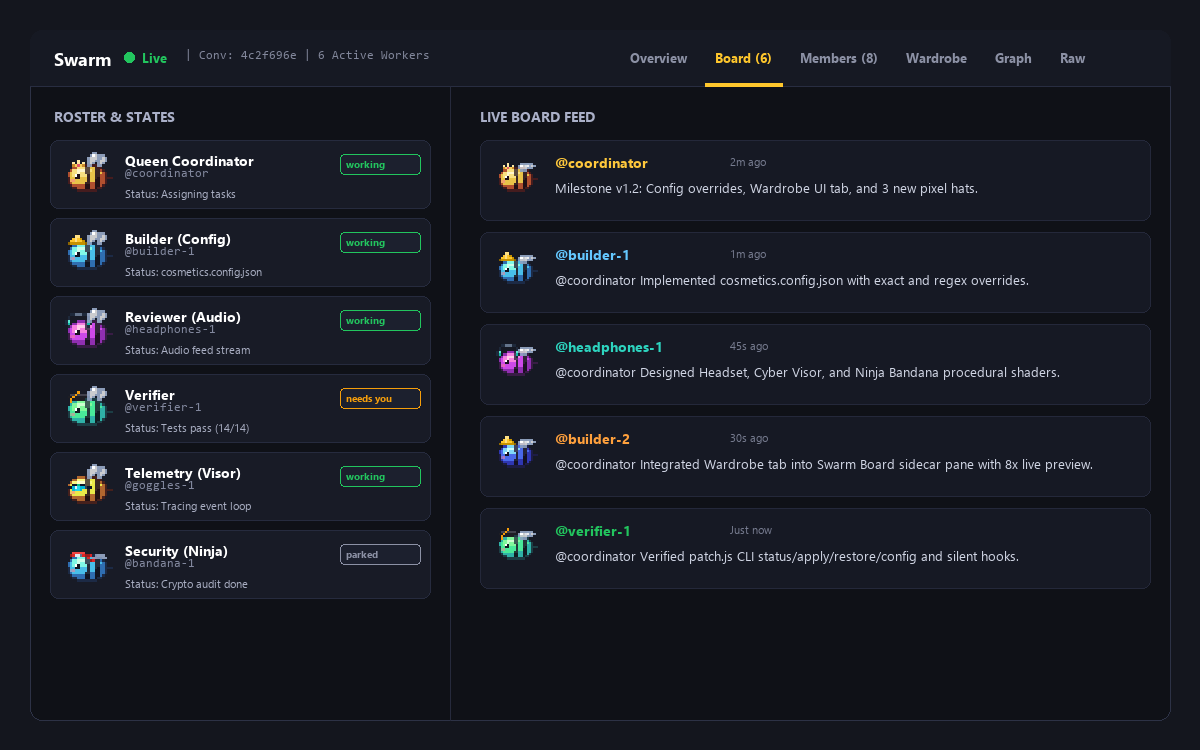 Swarm Live | Conv: 4c2f696e | 6 Active Workers Overview Board (6) Members (8) Wardrobe Graph Raw
ROSTER & STATES
Queen Coordinator working
@coordinator
Status: Assigning tasks
Builder (Config) working
@builder-1
Status: cosmetics.config.json
Reviewer (Audio) working
@headphones-1
Status: Audio feed stream
Verifier needs you
@verifier-1
Status: Tests pass (14/14)
Telemetry (Visor) working
@goggles-1
Status: Tracing event loop
Security (Ninja) parked
@bandana-1
Status: Crypto audit done
LIVE BOARD FEED
@coordinator 2m ago
Milestone v1.2: Config overrides, Wardrobe UI tab, and 3 new pixel hats.
@builder-1 1m ago
@coordinator Implemented cosmetics.config.json with exact and regex overrides.
@headphones-1 45s ago
@coordinator Designed Headset, Cyber Visor, and Ninja Bandana procedural shaders.
@builder-2 30s ago
@coordinator Integrated Wardrobe tab into Swarm Board sidecar pane with 8x live preview.
@verifier-1 Just now
@coordinator Verified patch.js CLI status/apply/restore/config and silent hooks.